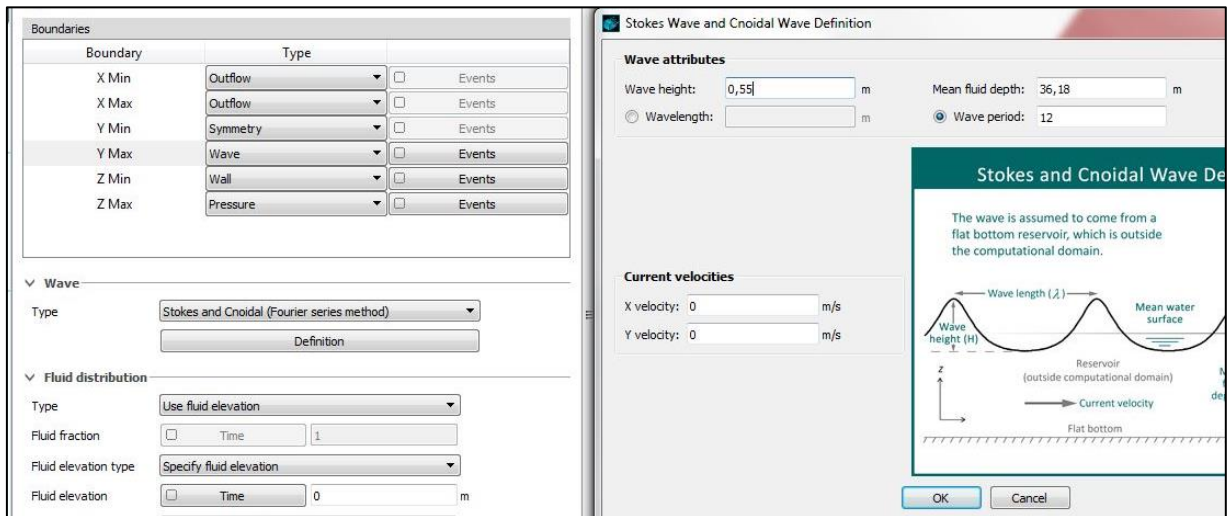 Boundaries
Boundary Type
X Min Outflow Events
X Max Outflow Events
Y Min Symmetry Events
Y Max Wave Events
Z Min Wall Events
Z Max Pressure Events
Wave
Type Stokes and Cnoidal (Fourier series method)
Definition
Fluid distribution
Type Use fluid elevation
Fluid fraction Time 1
Fluid elevation type Specify fluid elevation
Fluid elevation Time 0 m
Stokes Wave and Cnoidal Wave Definition
Wave attributes
Wave height: 0,55 m Mean fluid depth: 36,18 m
Wavelength: m Wave period: 12
Stokes and Cnoidal Wave De
The wave is assumed to come from a
flat bottom reservoir, which is outside
the computational domain.
Current velocities
X velocity: 0 m/s
Y velocity: 0 m/s
Wave length (λ)
Mean water
surface
Wave
height (H)
Reservoir
(outside computational domain)
z
Current velocity
Flat bottom
OK Cancel